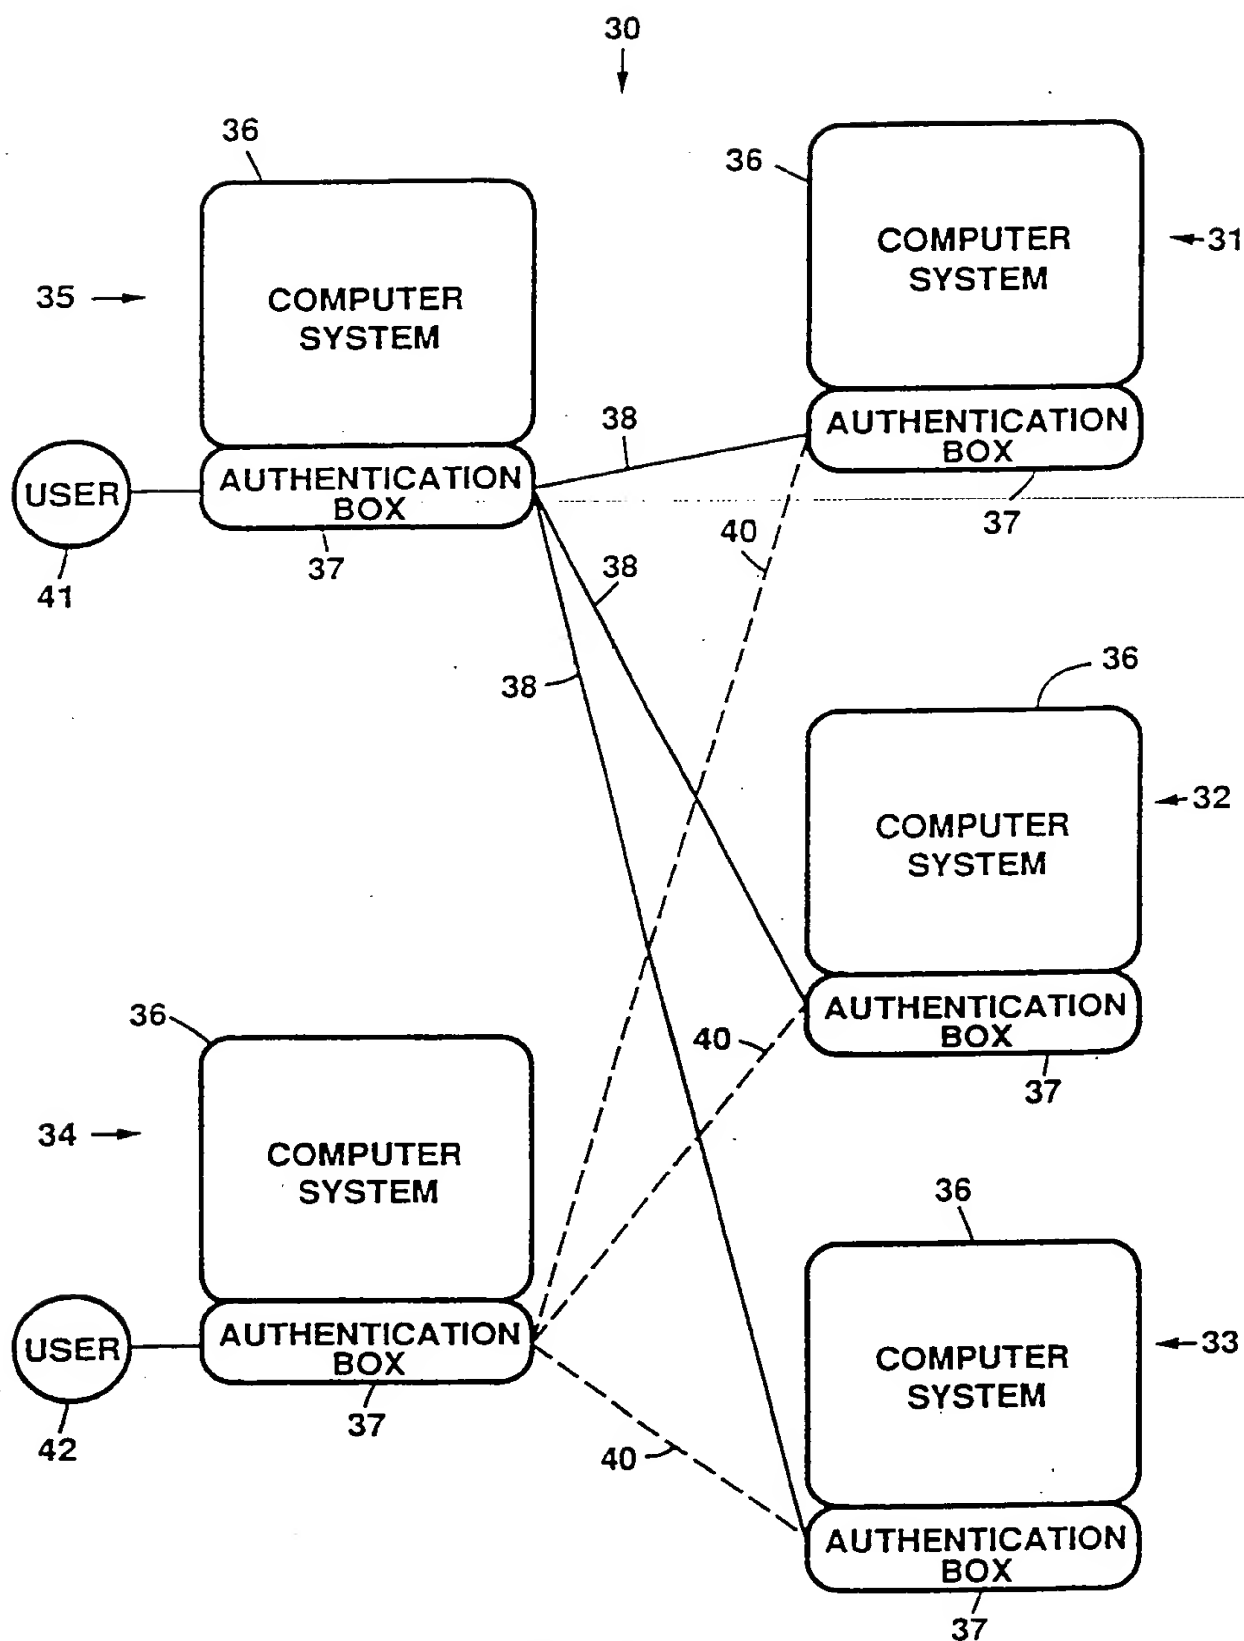 30
36
36
COMPUTER
SYSTEM
31
35
COMPUTER
SYSTEM
38
AUTHENTICATION
BOX
USER
AUTHENTICATION
BOX
37
40
37
38
41
36
38
32
COMPUTER
SYSTEM
36
AUTHENTICATION
BOX
40
37
34
COMPUTER
SYSTEM
36
USER
AUTHENTICATION
BOX
33
COMPUTER
SYSTEM
37
42
40
AUTHENTICATION
BOX
37